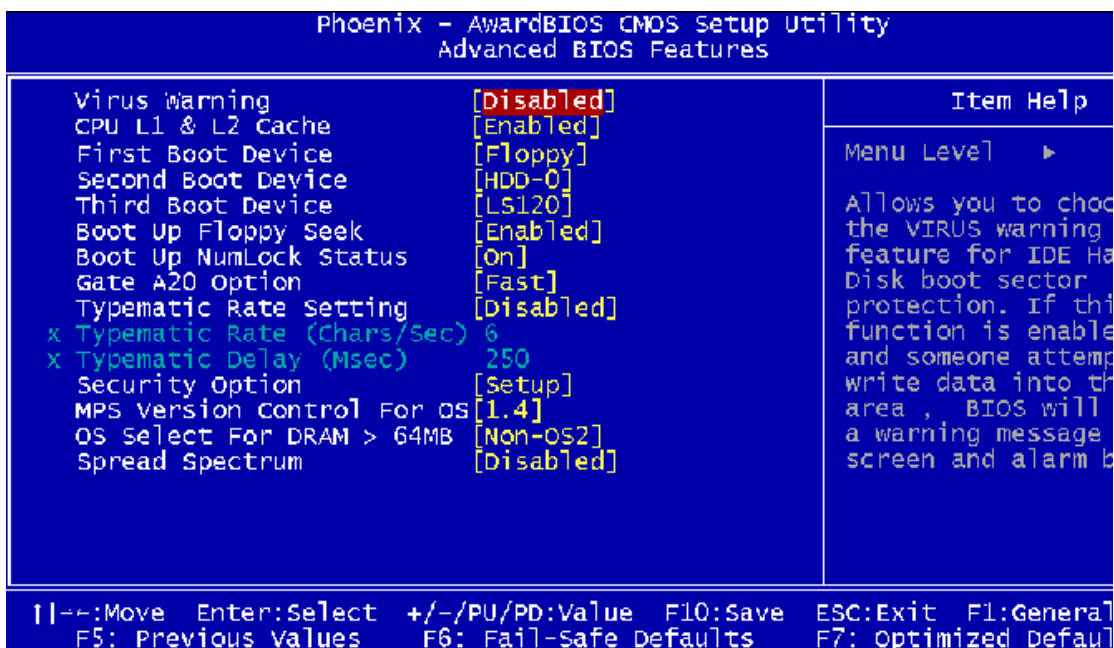 Phoenix - AwardBIOS CMOS Setup Utility
Advanced BIOS Features
Virus Warning [Disabled]
CPU L1 & L2 Cache [Enabled]
First Boot Device [Floppy]
Second Boot Device [HDD-0]
Third Boot Device [LS120]
Boot Up Floppy Seek [Enabled]
Boot Up NumLock Status [On]
Gate A20 Option [Fast]
Typematic Rate Setting [Disabled]
x Typematic Rate (Chars/Sec) 6
x Typematic Delay (Msec) 250
Security Option [Setup]
MPS Version Control For OS[1.4]
OS Select For DRAM > 64MB [Non-OS2]
Spread Spectrum [Disabled]
Item Help
Menu Level ►
Allows you to choo
the VIRUS warning
feature for IDE Ha
Disk boot sector
protection. If thi
function is enable
and someone attemp
write data into th
area , BIOS will
a warning message
screen and alarm b
↑|→←:Move Enter:Select +/-/PU/PD:Value F10:Save ESC:Exit F1:General
F5: Previous Values F6: Fail-Safe Defaults F7: Optimized Defaul